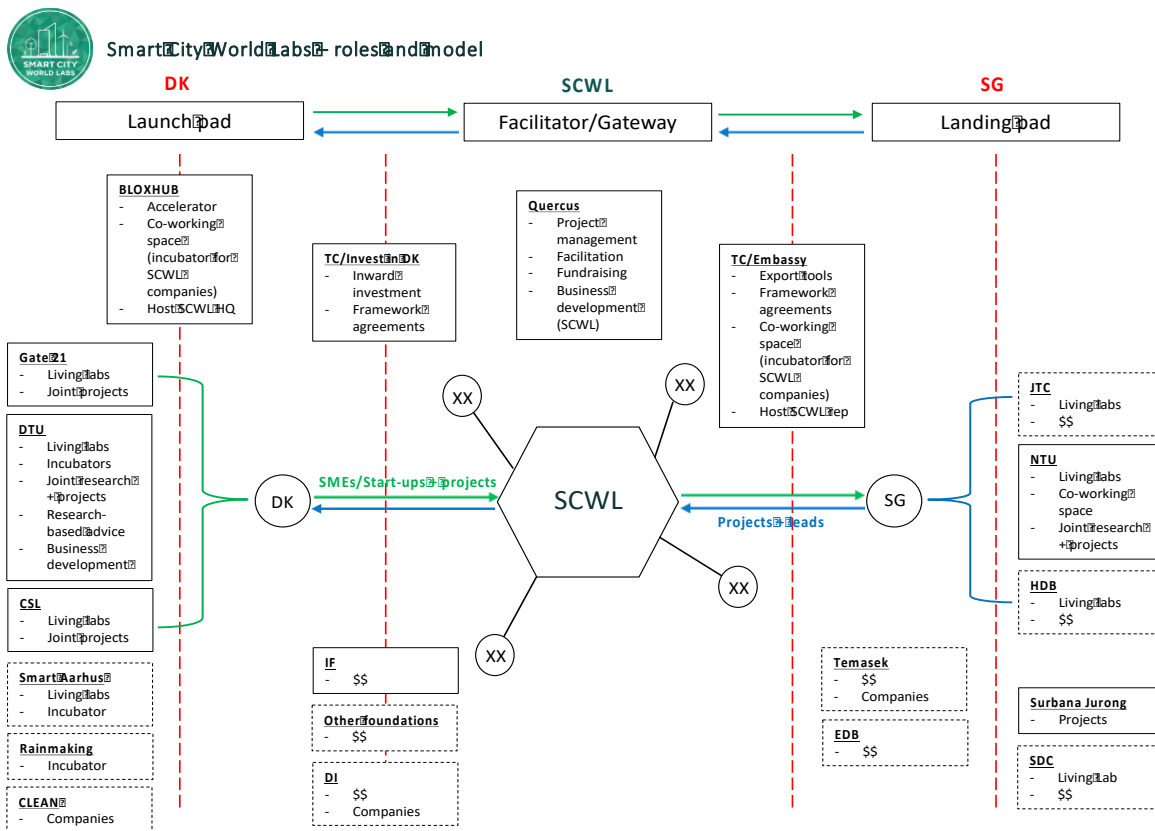 SMART CITY
WORLD LABS
Smart City World Labs – roles and model
DK
SCWL
SG
Launch pad
Facilitator/Gateway
Landing pad
BLOXHUB
- Accelerator
- Co-working
space
(incubator for
SCWL
companies)
- Host SCWL HQ
TC/Invest in DK
- Inward
investment
- Framework
agreements
Quercus
- Project
management
- Facilitation
- Fundraising
- Business
development
(SCWL)
TC/Embassy
- Export tools
- Framework
agreements
- Co-working
space
(incubator for
SCWL
companies)
- Host SCWL rep
Gate 21
- Living labs
- Joint projects
DTU
- Living labs
- Incubators
- Joint research
+ projects
- Research-
based advice
- Business
development
CSL
- Living labs
- Joint projects
Smart Aarhus
- Living labs
- Incubator
Rainmaking
- Incubator
CLEAN
- Companies
XX
XX
DK
SMEs/Start-ups + projects
SCWL
Projects + leads
SG
XX
XX
IF
- $$
Other foundations
- $$
DI
- $$
- Companies
Temasek
- $$
- Companies
EDB
- $$
JTC
- Living labs
- $$
NTU
- Living labs
- Co-working
space
- Joint research
+ projects
HDB
- Living labs
- $$
Surbana Jurong
- Projects
SDC
- Living Lab
- $$